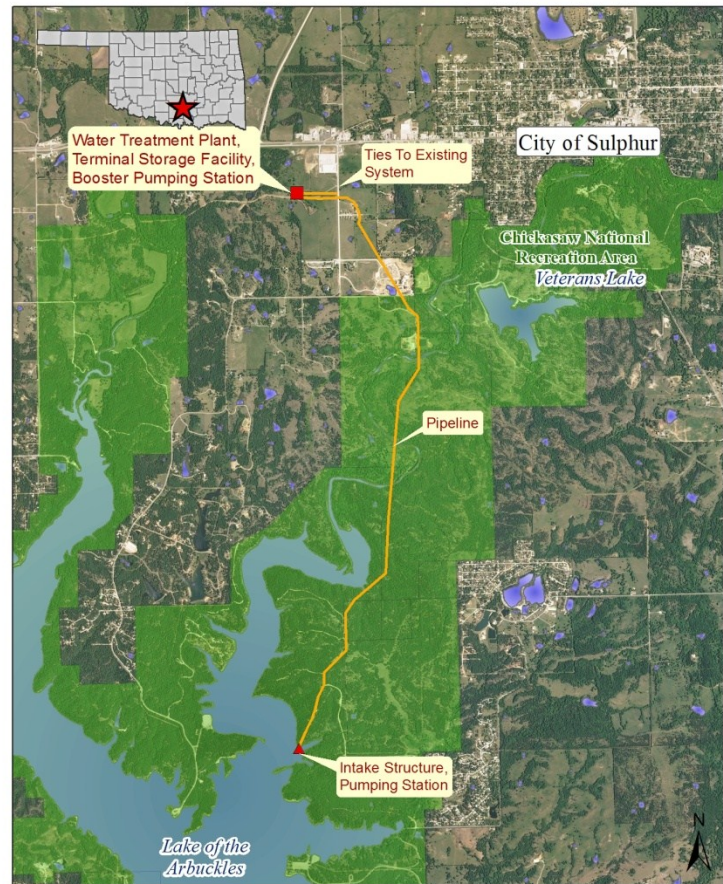 Water Treatment Plant,
Terminal Storage Facility,
Booster Pumping Station
Ties To Existing
System
City of Sulphur
Chickasaw National
Recreation Area
Veterans Lake
Pipeline
Intake Structure,
Pumping Station
Lake of the
Arbuckles
N